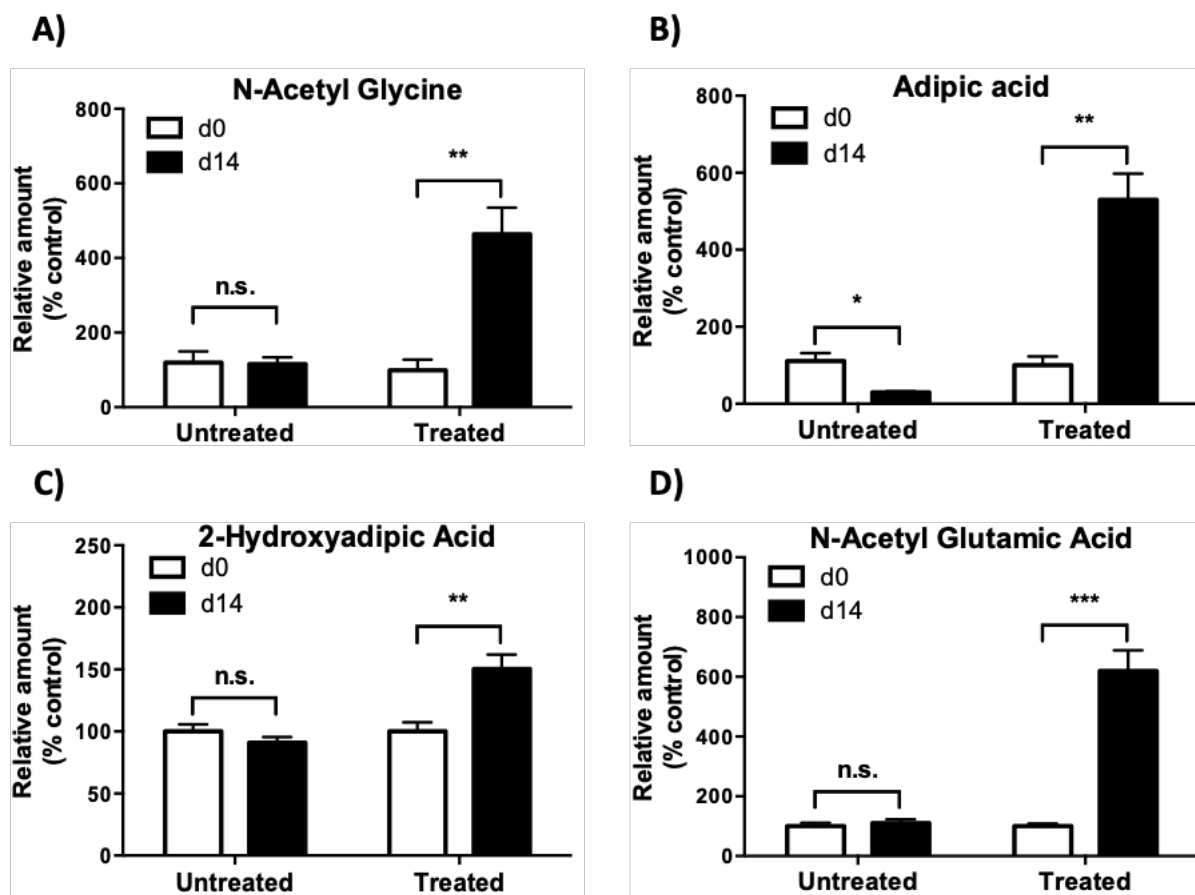 A)
N-Acetyl Glycine
Relative amount
(% control)
800
600
400
200
0
d0
d14
n.s.
**
Untreated
Treated
B)
Adipic acid
Relative amount
(% control)
800
600
400
200
0
d0
d14
*
**
Untreated
Treated
C)
2-Hydroxyadipic Acid
Relative amount
(% control)
250
200
150
100
50
0
d0
d14
n.s.
**
Untreated
Treated
D)
N-Acetyl Glutamic Acid
Relative amount
(% control)
1000
800
600
400
200
0
d0
d14
n.s.
***
Untreated
Treated